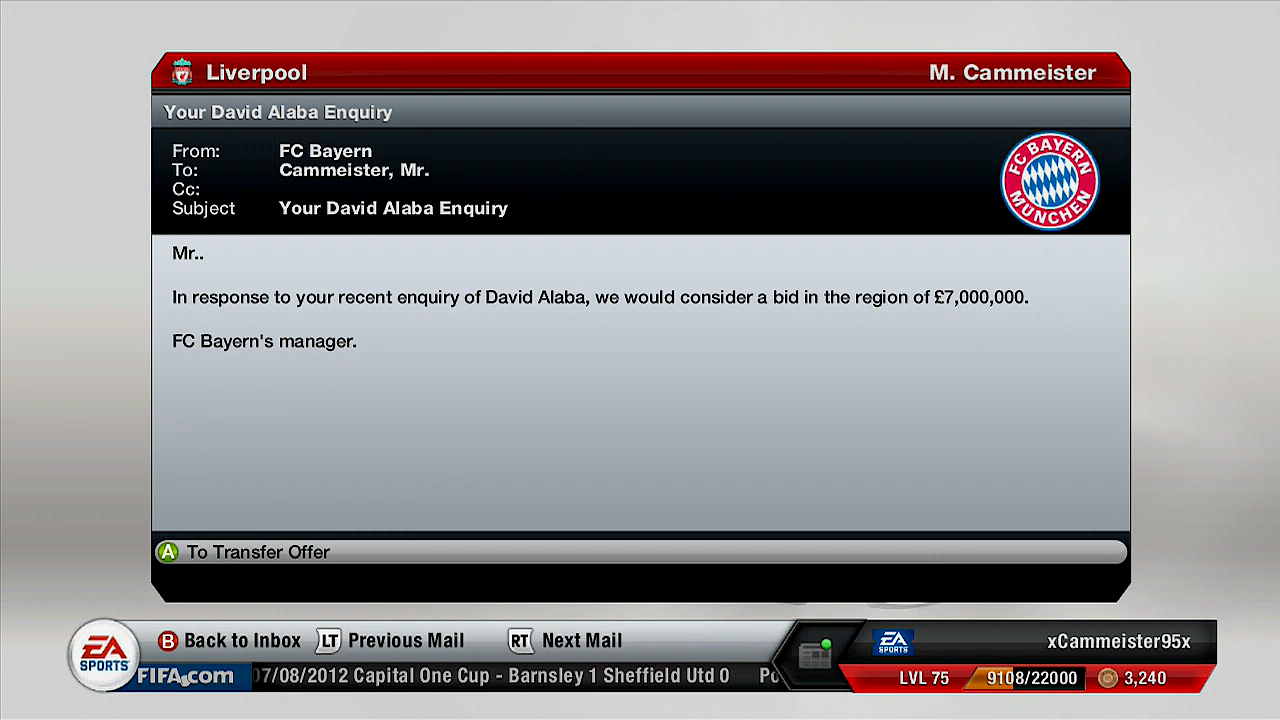 Liverpool
M. Cammeister
Your David Alaba Enquiry
From: FC Bayern
To: Cammeister, Mr.
Cc:
Subject Your David Alaba Enquiry
FC BAYERN
MÜNCHEN
Mr..
In response to your recent enquiry of David Alaba, we would consider a bid in the region of £7,000,000.
FC Bayern's manager.
A To Transfer Offer
B Back to Inbox LT Previous Mail RT Next Mail
EA SPORTS
xCammeister95x
EA SPORTS
FIFA.com 07/08/2012 Capital One Cup - Barnsley 1 Sheffield Utd 0
LVL 75 9108/22000 3,240